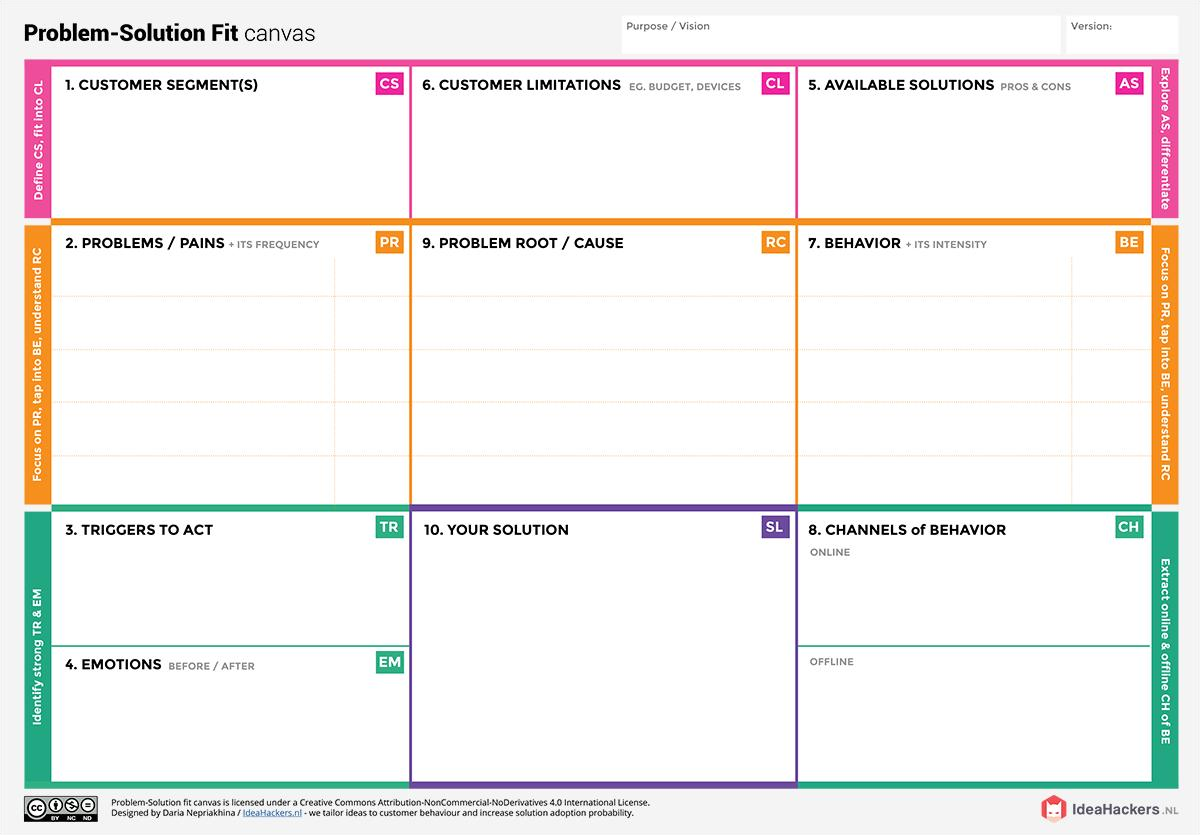 Problem-Solution Fit canvas
Purpose / Vision
Version:
Define CS, fit into CL
1. CUSTOMER SEGMENT(S)
CS
6. CUSTOMER LIMITATIONS EG. BUDGET, DEVICES
CL
5. AVAILABLE SOLUTIONS PROS & CONS
AS
Explore AS, differentiate
Focus on PR, tap into BE, understand RC
2. PROBLEMS / PAINS + ITS FREQUENCY
PR
9. PROBLEM ROOT / CAUSE
RC
7. BEHAVIOR + ITS INTENSITY
BE
Focus on PR, tap into BE, understand RC
Identify strong TR & EM
3. TRIGGERS TO ACT
TR
10. YOUR SOLUTION
SL
8. CHANNELS of BEHAVIOR
CH
ONLINE
Extract online & offline CH of BE
4. EMOTIONS BEFORE / AFTER
EM
OFFLINE
CC BY NC ND
Problem-Solution fit canvas is licensed under a Creative Commons Attribution-NonCommercial-NoDerivatives 4.0 International License.
Designed by Daria Nepriakhina / IdeaHackers.nl - we tailor ideas to customer behaviour and increase solution adoption probability.
IdeaHackers.NL